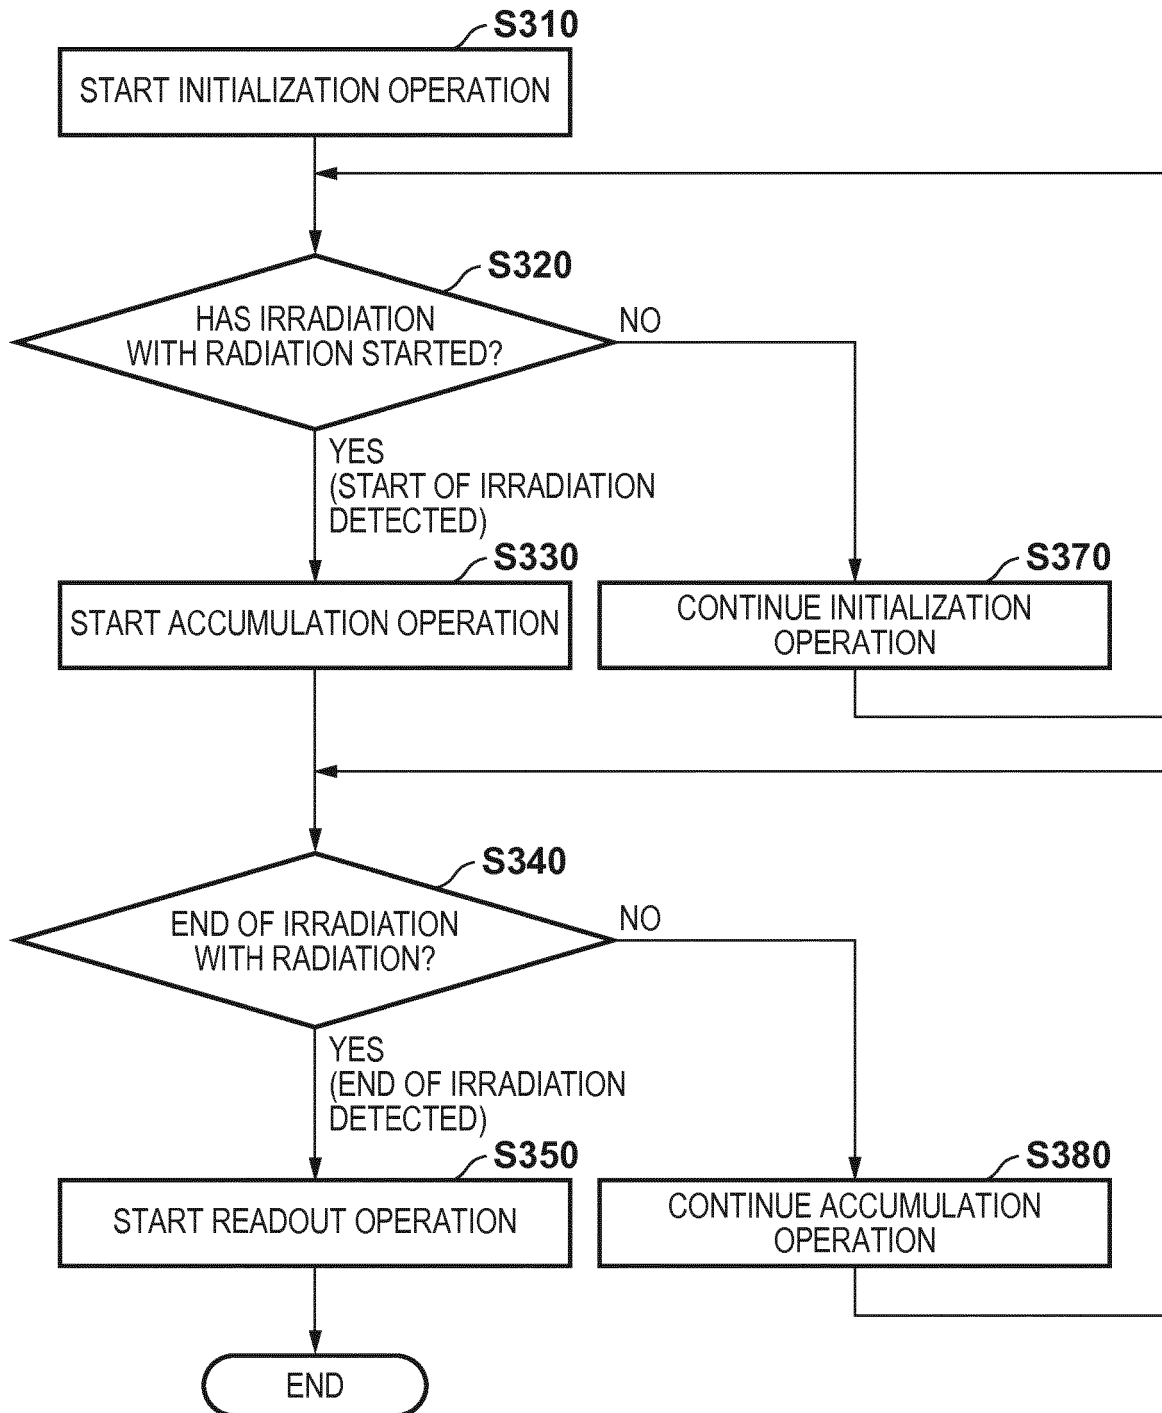 S310
START INITIALIZATION OPERATION
S320
HAS IRRADIATION
WITH RADIATION STARTED?
NO
YES
(START OF IRRADIATION
DETECTED)
S330
START ACCUMULATION OPERATION
S370
CONTINUE INITIALIZATION
OPERATION
S340
END OF IRRADIATION
WITH RADIATION?
NO
YES
(END OF IRRADIATION
DETECTED)
S350
START READOUT OPERATION
S380
CONTINUE ACCUMULATION
OPERATION
END